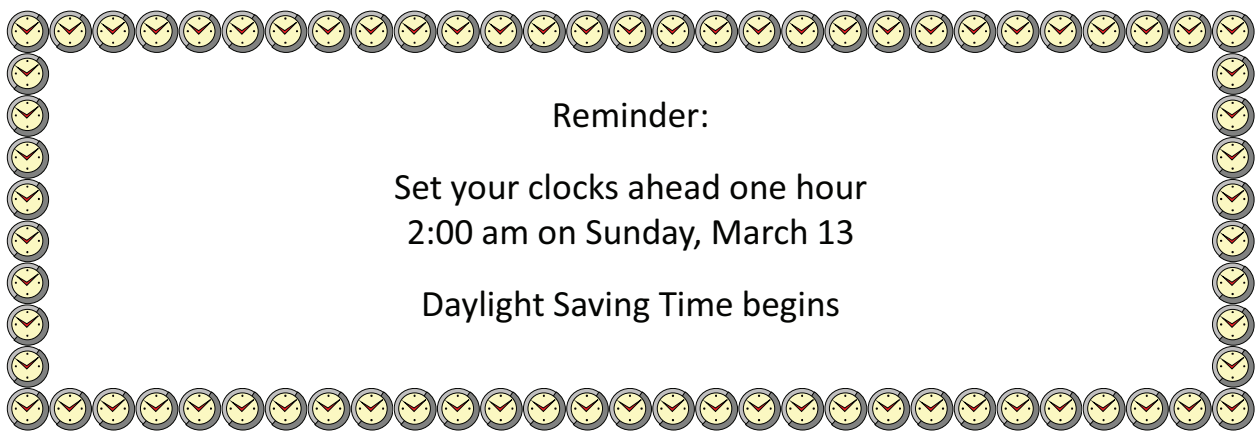 Reminder:
Set your clocks ahead one hour
2:00 am on Sunday, March 13
Daylight Saving Time begins